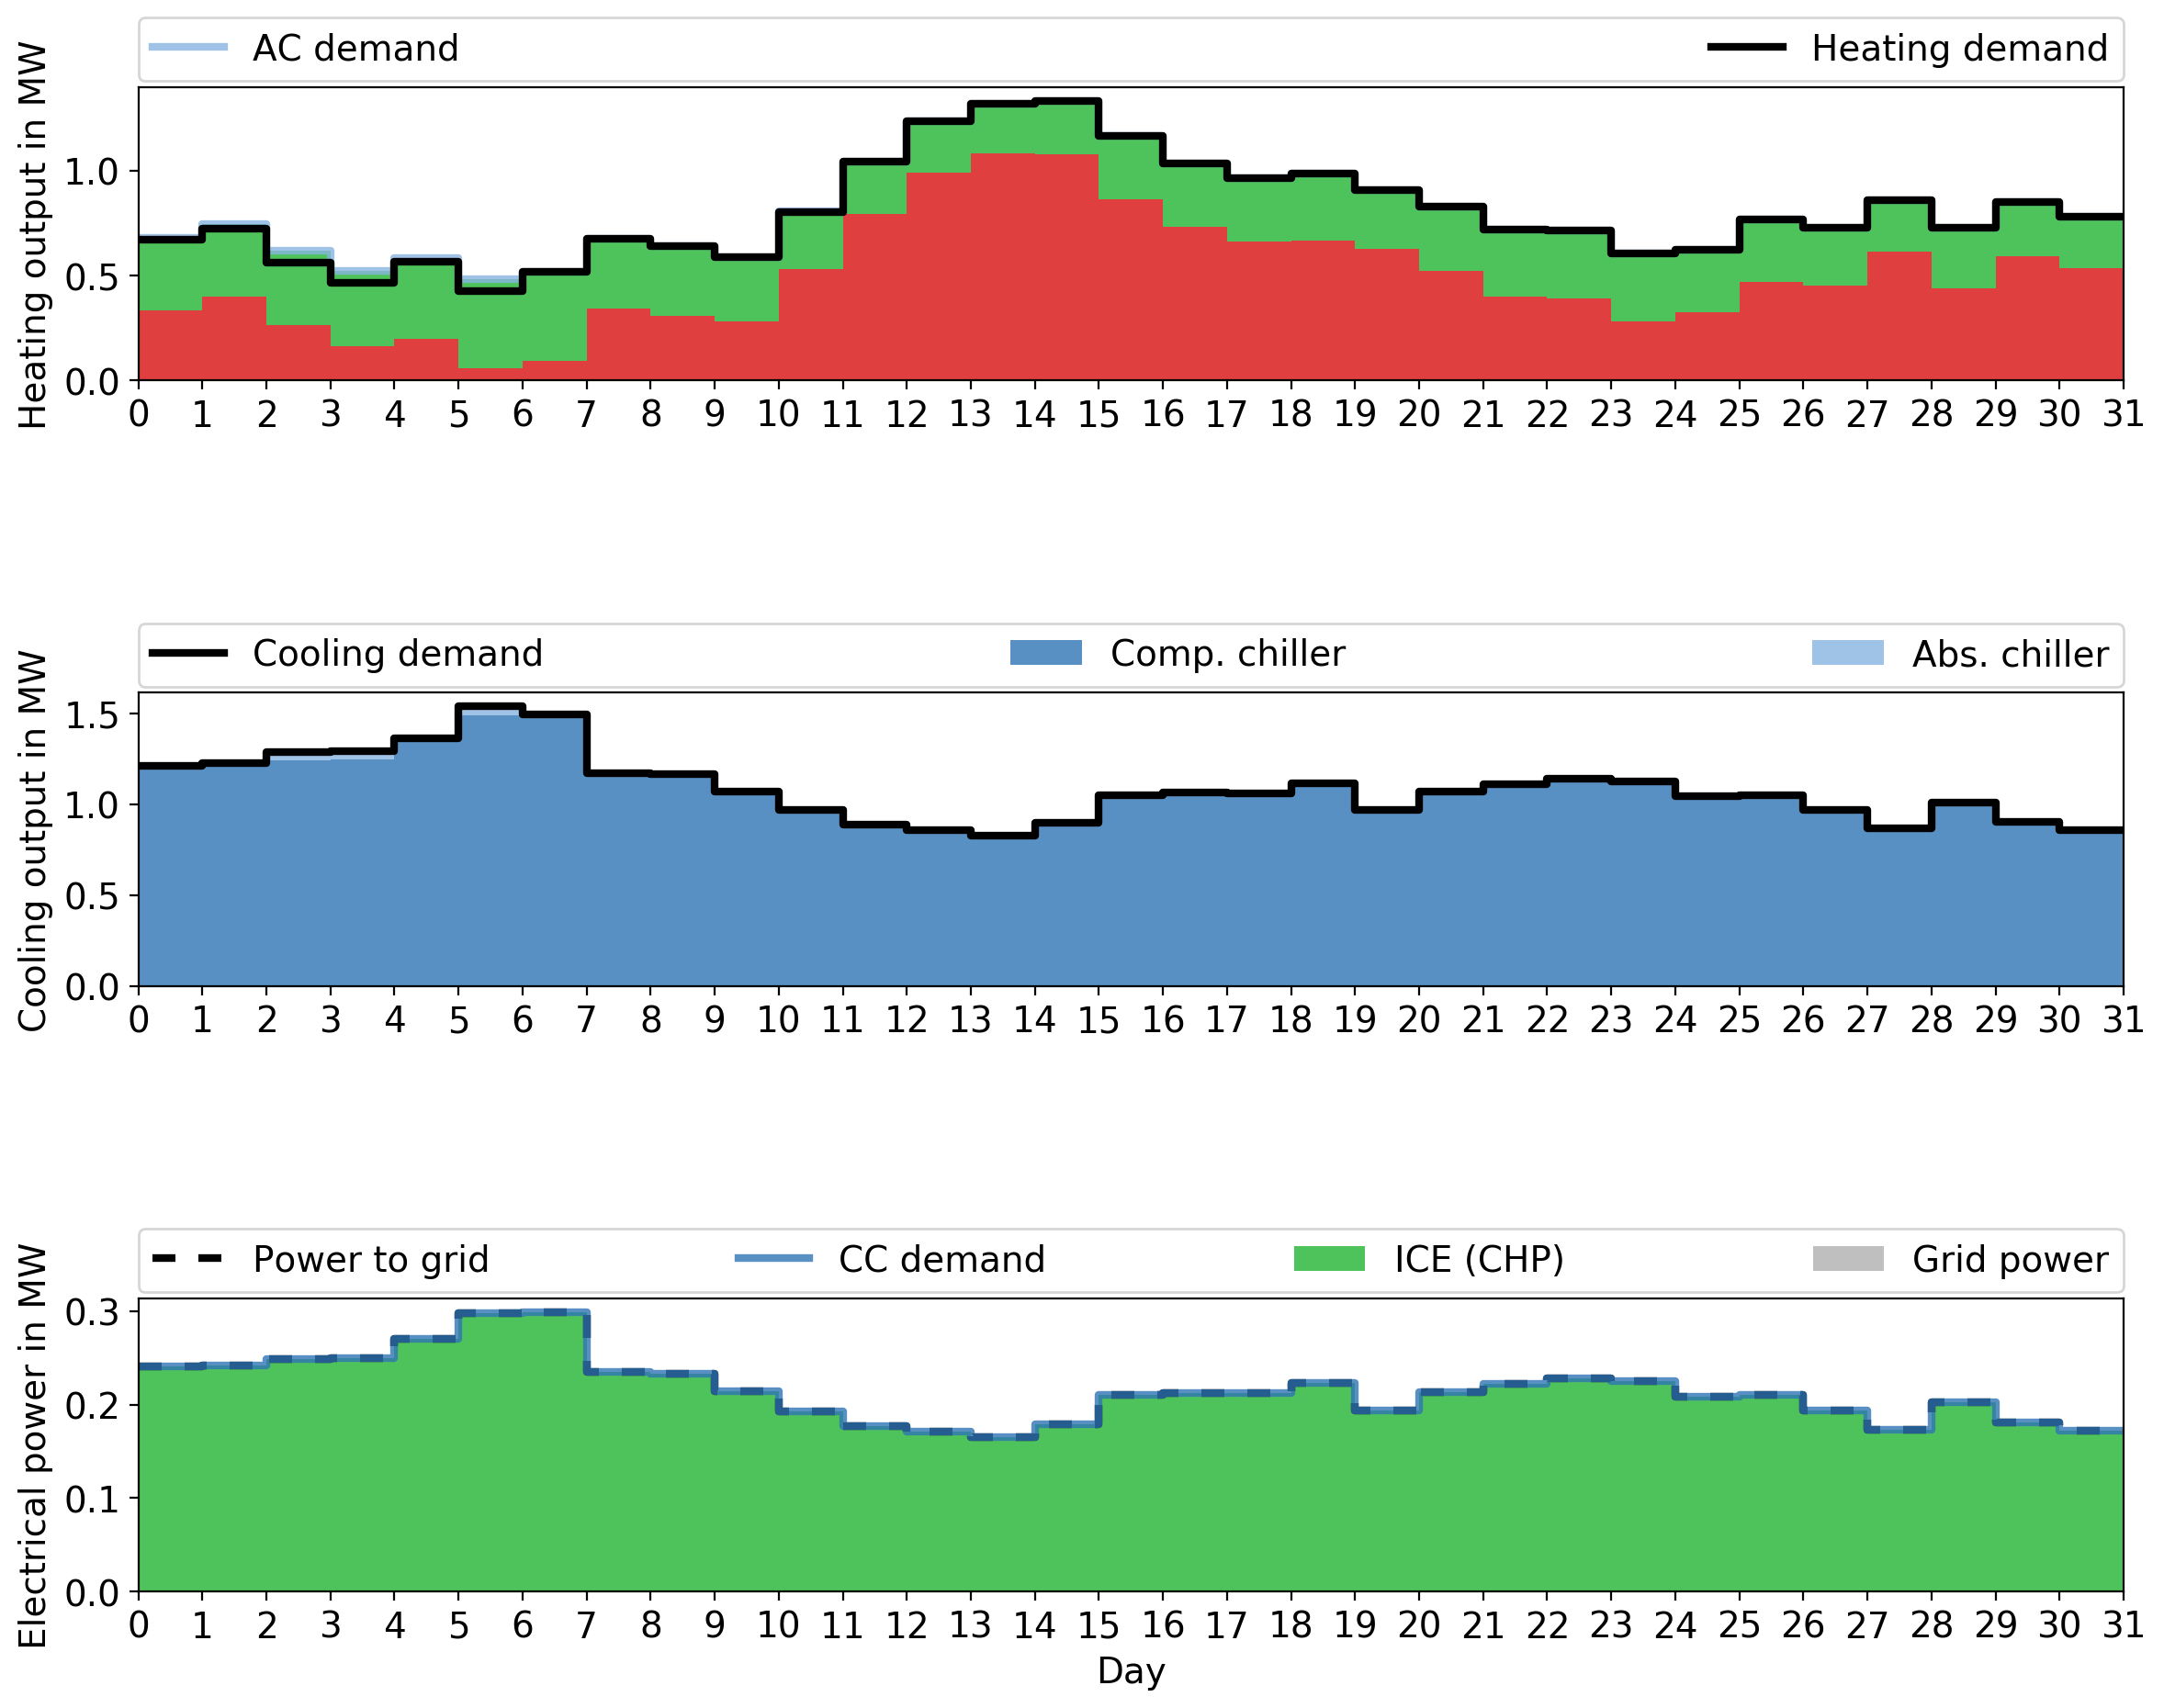 AC demand Heating demand
Heating output in MW
1.0
0.5
0.0
0 1 2 3 4 5 6 7 8 9 10 11 12 13 14 15 16 17 18 19 20 21 22 23 24 25 26 27 28 29 30 31
Cooling demand Comp. chiller Abs. chiller
Cooling output in MW
1.5
1.0
0.5
0.0
0 1 2 3 4 5 6 7 8 9 10 11 12 13 14 15 16 17 18 19 20 21 22 23 24 25 26 27 28 29 30 31
Power to grid CC demand ICE (CHP) Grid power
Electrical power in MW
0.3
0.2
0.1
0.0
0 1 2 3 4 5 6 7 8 9 10 11 12 13 14 15 16 17 18 19 20 21 22 23 24 25 26 27 28 29 30 31
Day